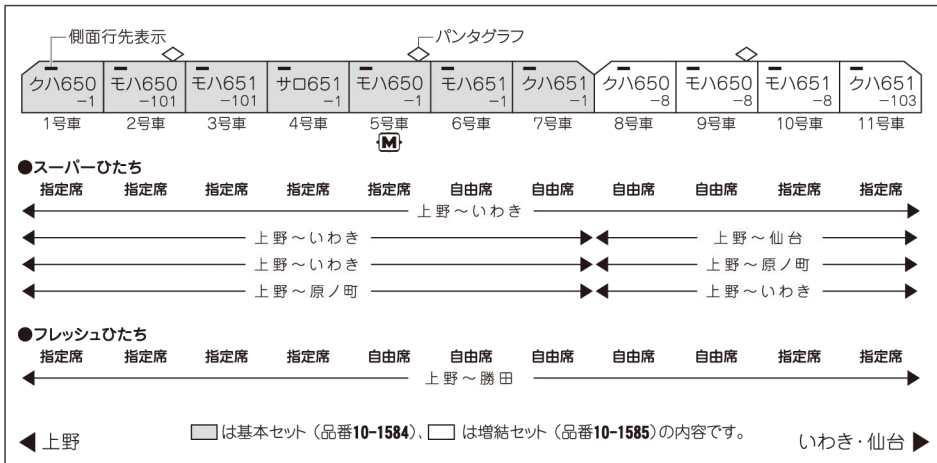 側面行先表示 パンタグラフ
クハ650 モハ650 モハ651 サロ651 モハ650 モハ651 クハ651 クハ650 モハ650 モハ651 クハ651
-1 -101 -101 -1 -1 -1 -1 -8 -8 -8 -103
1号車 2号車 3号車 4号車 5号車 6号車 7号車 8号車 9号車 10号車 11号車
M
●スーパーひたち
指定席 指定席 指定席 指定席 指定席 自由席 自由席 自由席 自由席 指定席 指定席
上野〜いわき
上野〜いわき 上野〜仙台
上野〜いわき 上野〜原ノ町
上野〜原ノ町 上野〜いわき
●フレッシュひたち
指定席 指定席 指定席 指定席 自由席 自由席 自由席 自由席 自由席 指定席 指定席
上野〜勝田
◀上野 は基本セット(品番10-1584)、 は増結セット(品番10-1585)の内容です。 いわき・仙台▶